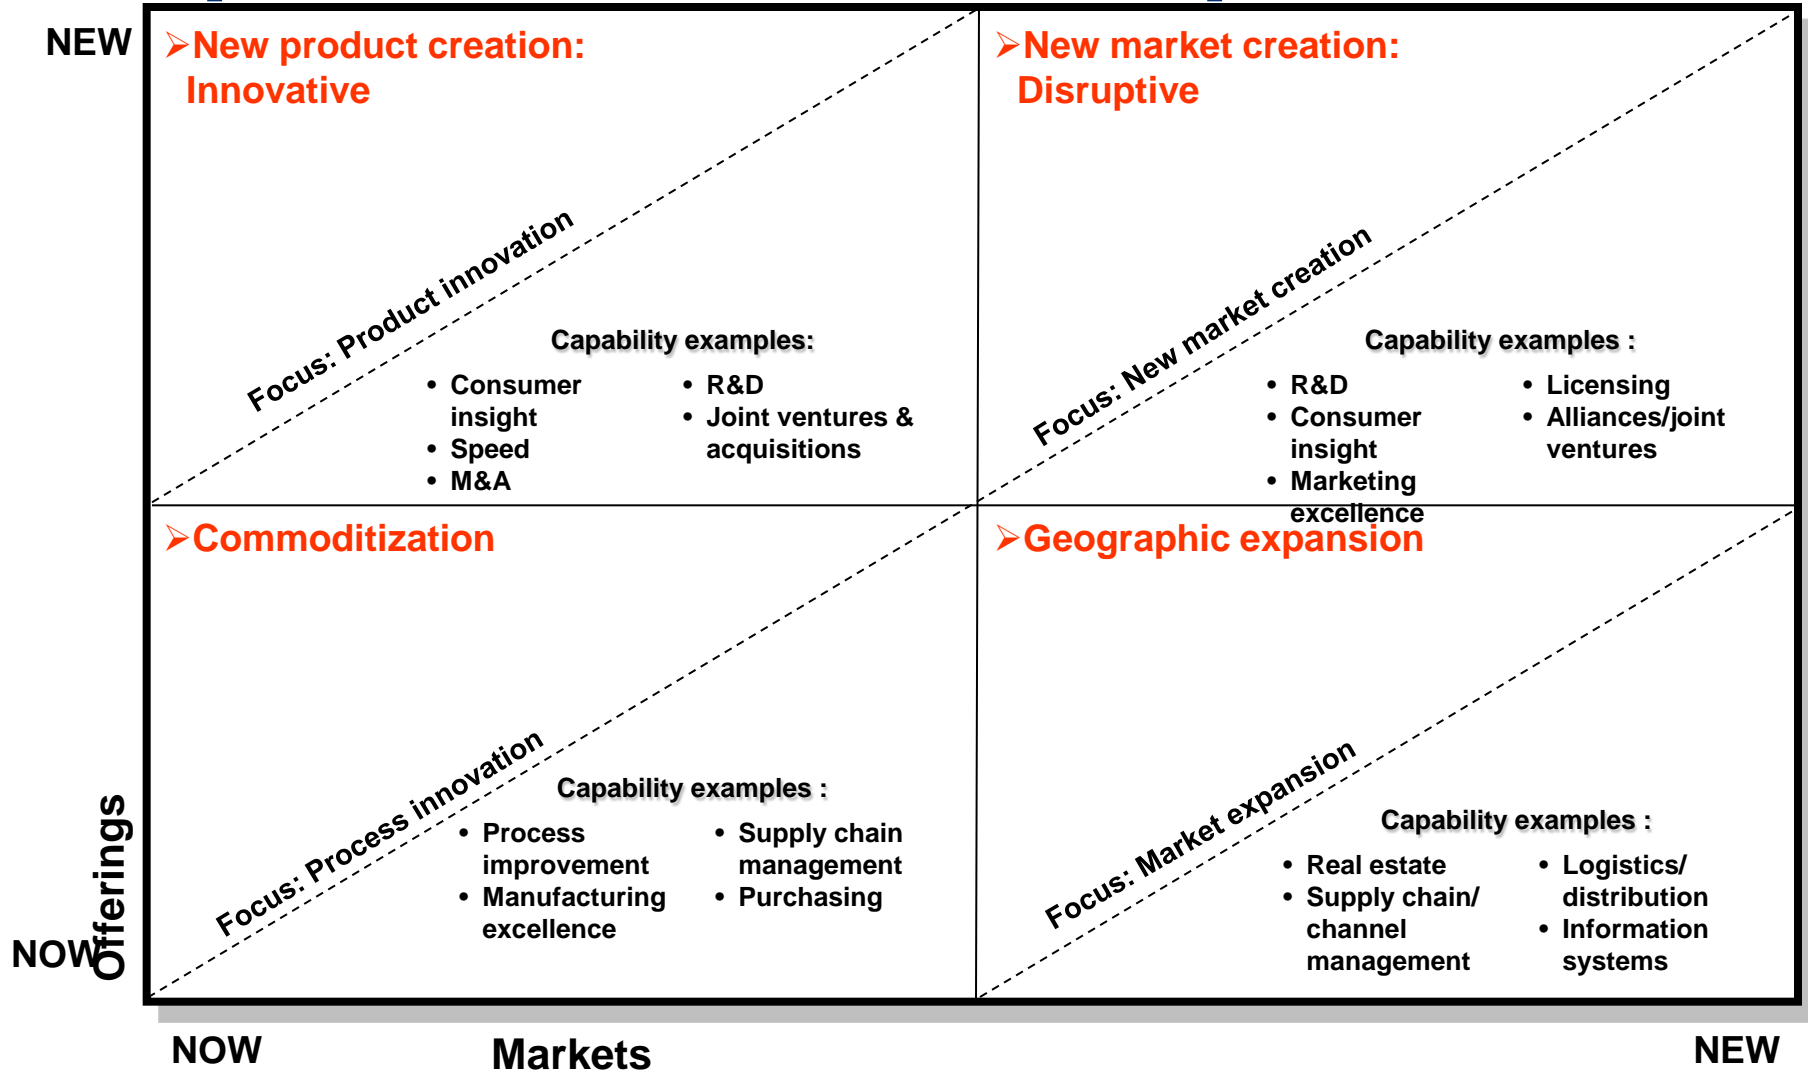 NEW
➢New product creation:
Innovative
Focus: Product innovation
Capability examples:
• Consumer
insight
• Speed
• M&A
• R&D
• Joint ventures &
acquisitions
➢New market creation:
Disruptive
Focus: New market creation
Capability examples :
• R&D
• Consumer
insight
• Marketing
excellence
• Licensing
• Alliances/joint
ventures
➢Commoditization
Focus: Process innovation
Capability examples :
• Process
improvement
• Manufacturing
excellence
• Supply chain
management
• Purchasing
➢Geographic expansion
Focus: Market expansion
Capability examples :
• Real estate
• Supply chain/
channel
management
• Logistics/
distribution
• Information
systems
Offerings
NOW
NOW
Markets
NEW